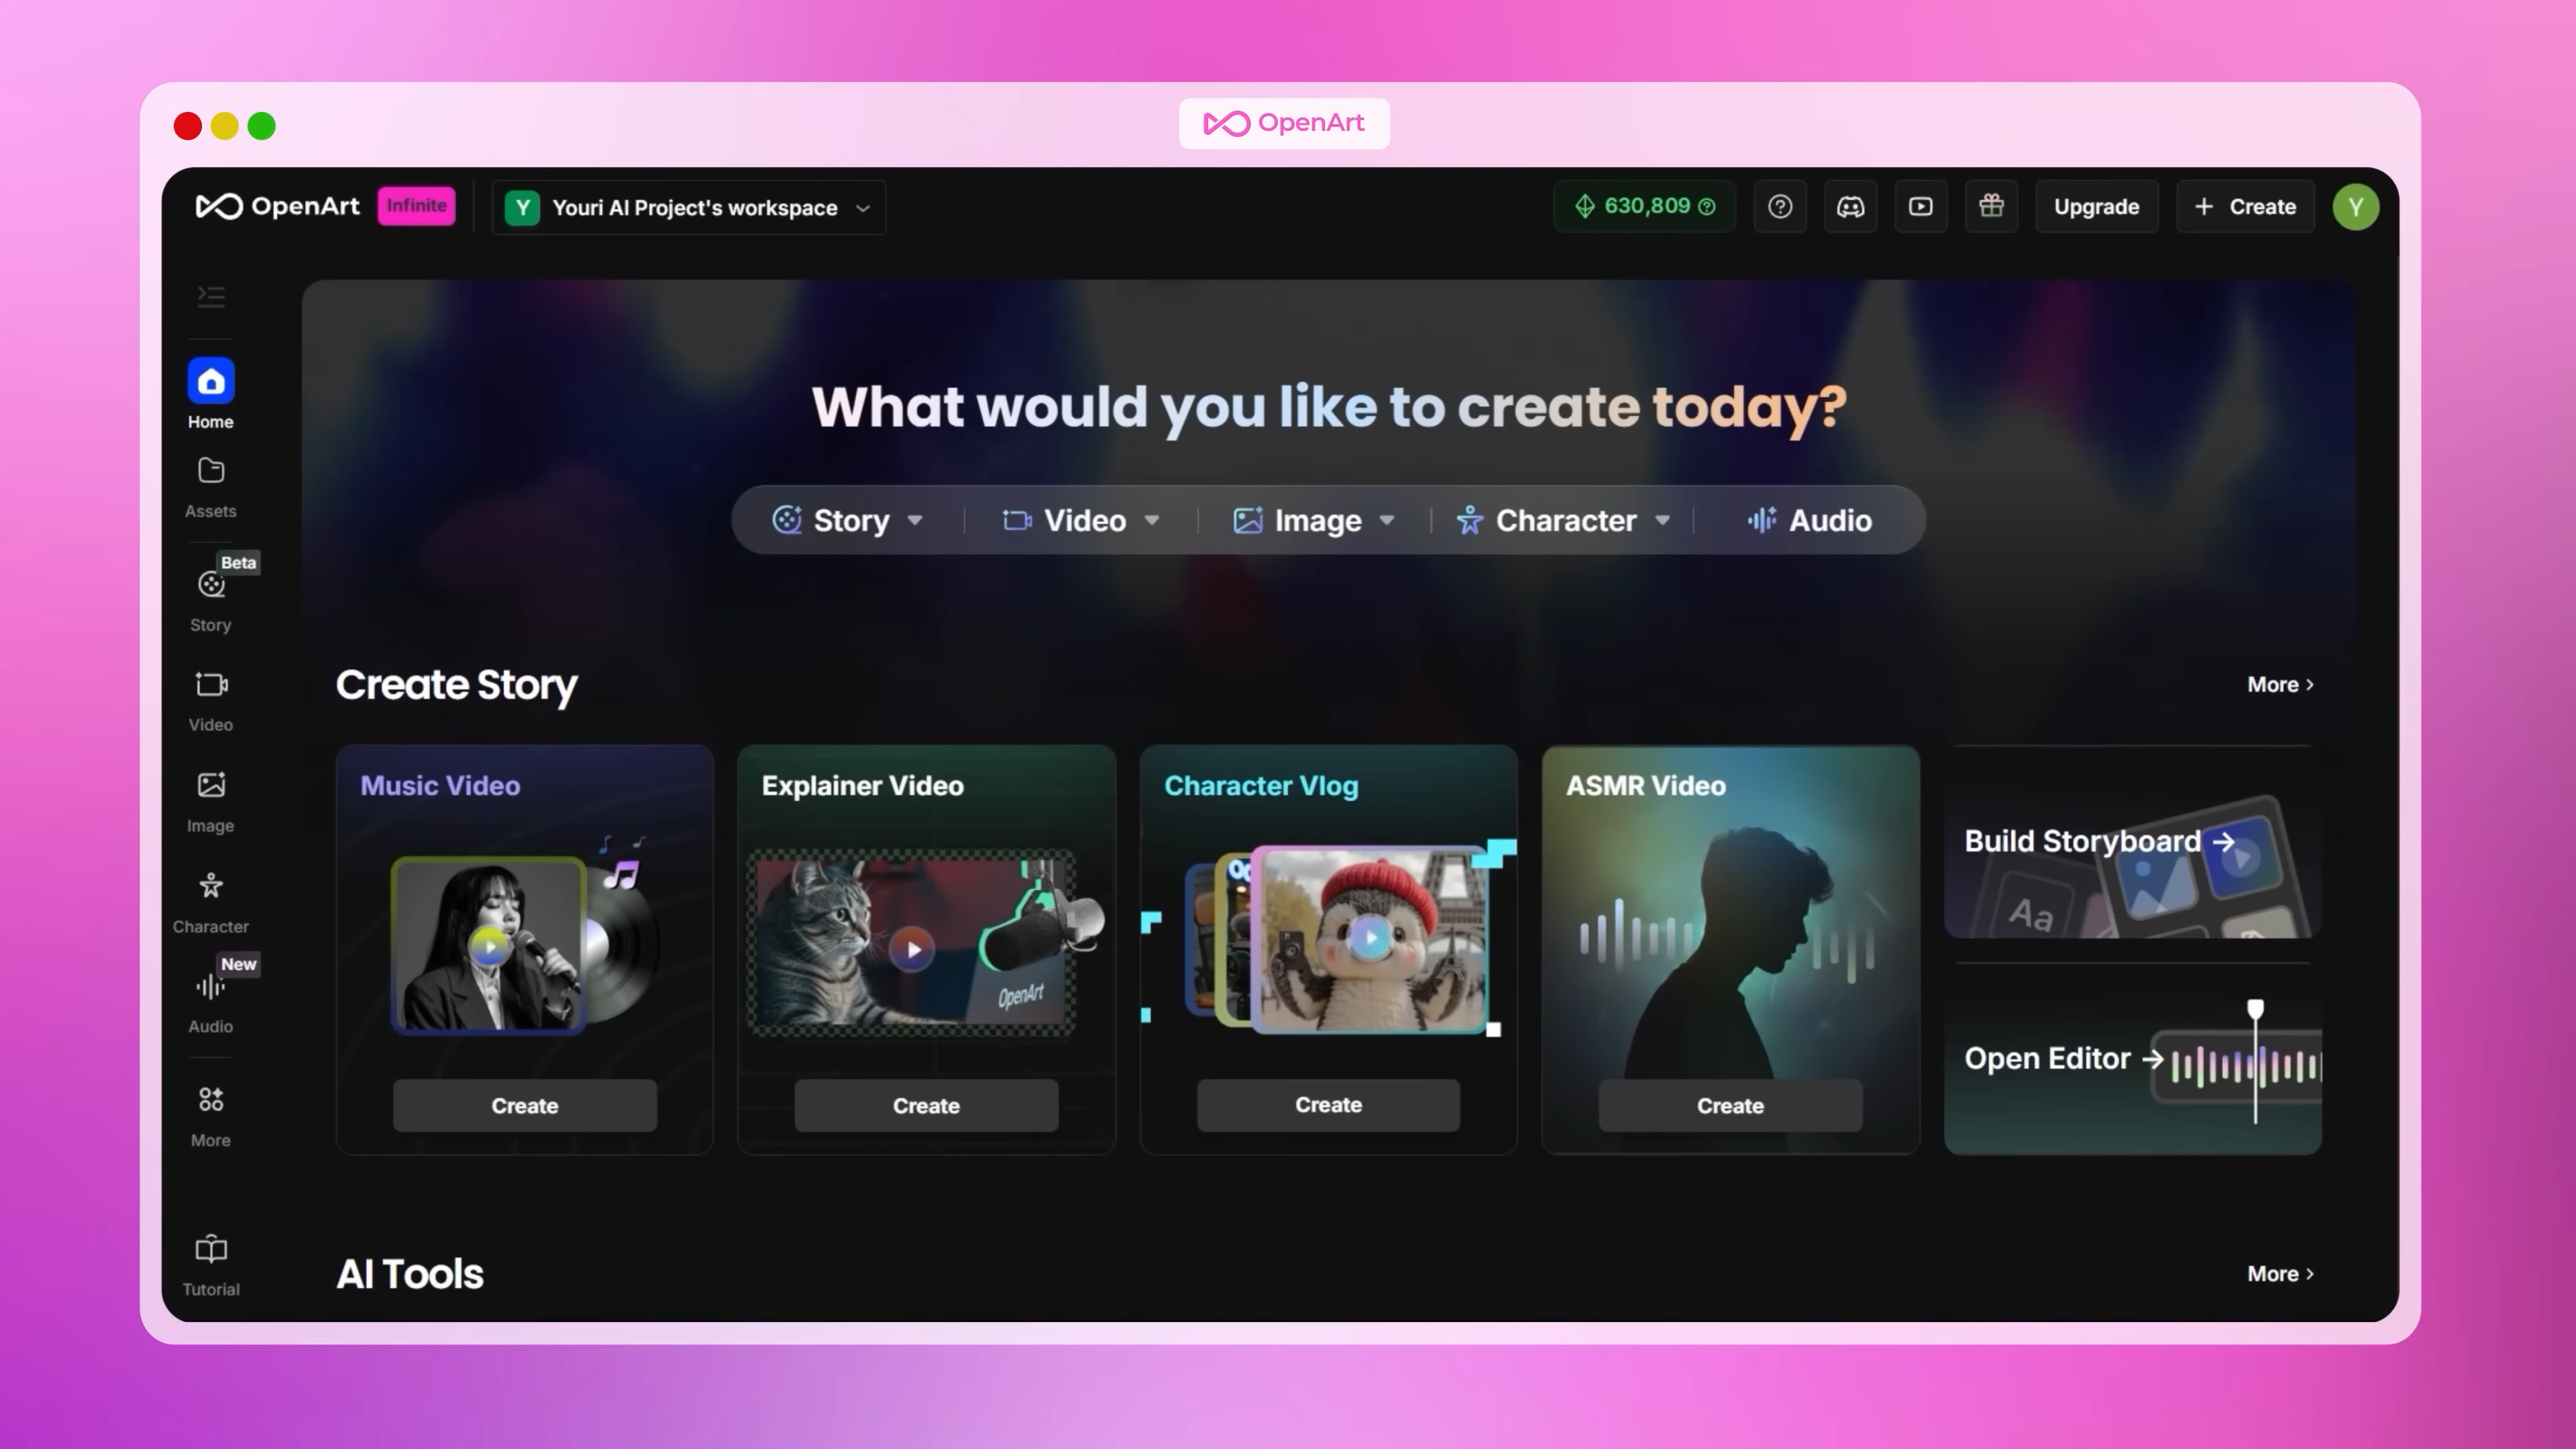 OpenArt
OpenArt Infinite
Y Youri AI Project's workspace
630,809
Upgrade
+ Create
Y
Home
Assets
Beta
Story
Video
Image
Character
New
Audio
More
Tutorial
What would you like to create today?
Story
Video
Image
Character
Audio
Create Story
More >
Music Video
Create
Explainer Video
OpenArt
Create
Character Vlog
Create
ASMR Video
Create
Build Storyboard →
Aa
Open Editor →
AI Tools
More >